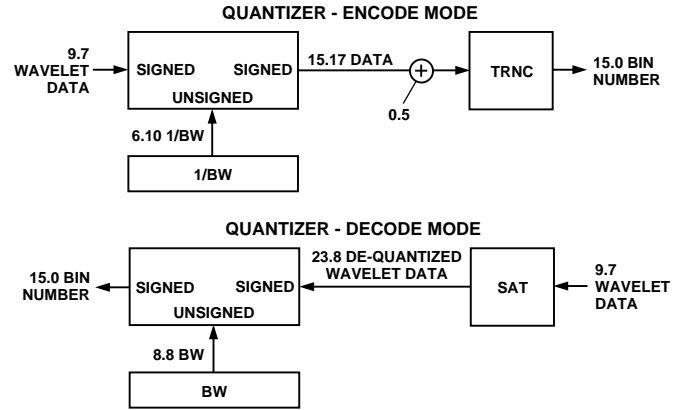 QUANTIZER - ENCODE MODE
9.7
WAVELET
DATA
SIGNED
SIGNED
UNSIGNED
15.17 DATA
0.5
TRNC
15.0 BIN
NUMBER
6.10 1/BW
1/BW
QUANTIZER - DECODE MODE
15.0 BIN
NUMBER
SIGNED
SIGNED
UNSIGNED
23.8 DE-QUANTIZED
WAVELET DATA
SAT
9.7
WAVELET
DATA
8.8 BW
BW